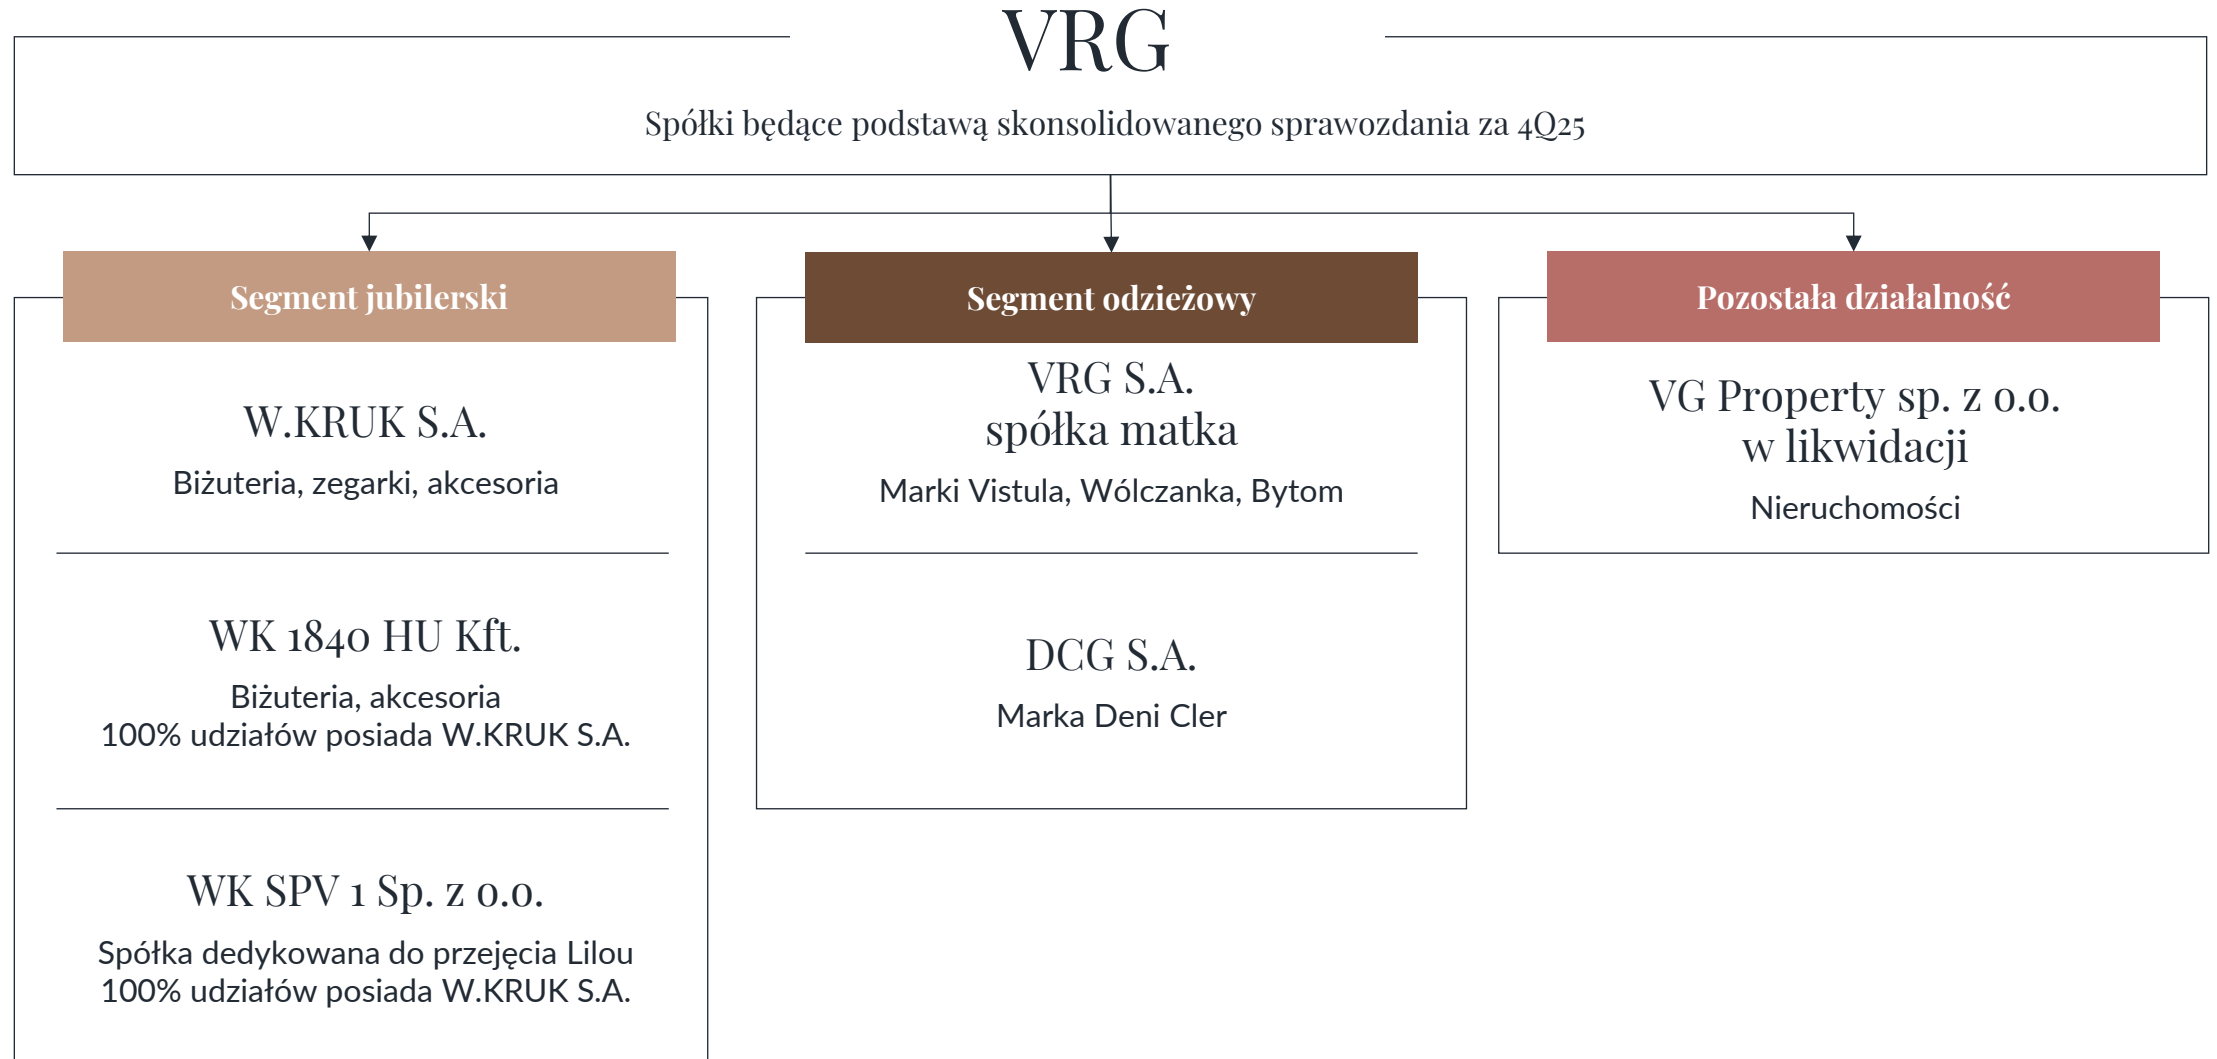 VRG
Spółki będące podstawą skonsolidowanego sprawozdania za 4Q25
Segment jubilerski
W.KRUK S.A.
Biżuteria, zegarki, akcesoria
WK 1840 HU Kft.
Biżuteria, akcesoria
100% udziałów posiada W.KRUK S.A.
WK SPV 1 Sp. z o.o.
Spółka dedykowana do przejęcia Lilou
100% udziałów posiada W.KRUK S.A.
Segment odzieżowy
VRG S.A.
spółka matka
Marki Vistula, Wólczanka, Bytom
DCG S.A.
Marka Deni Cler
Pozostała działalność
VG Property sp. z o.o.
w likwidacji
Nieruchomości